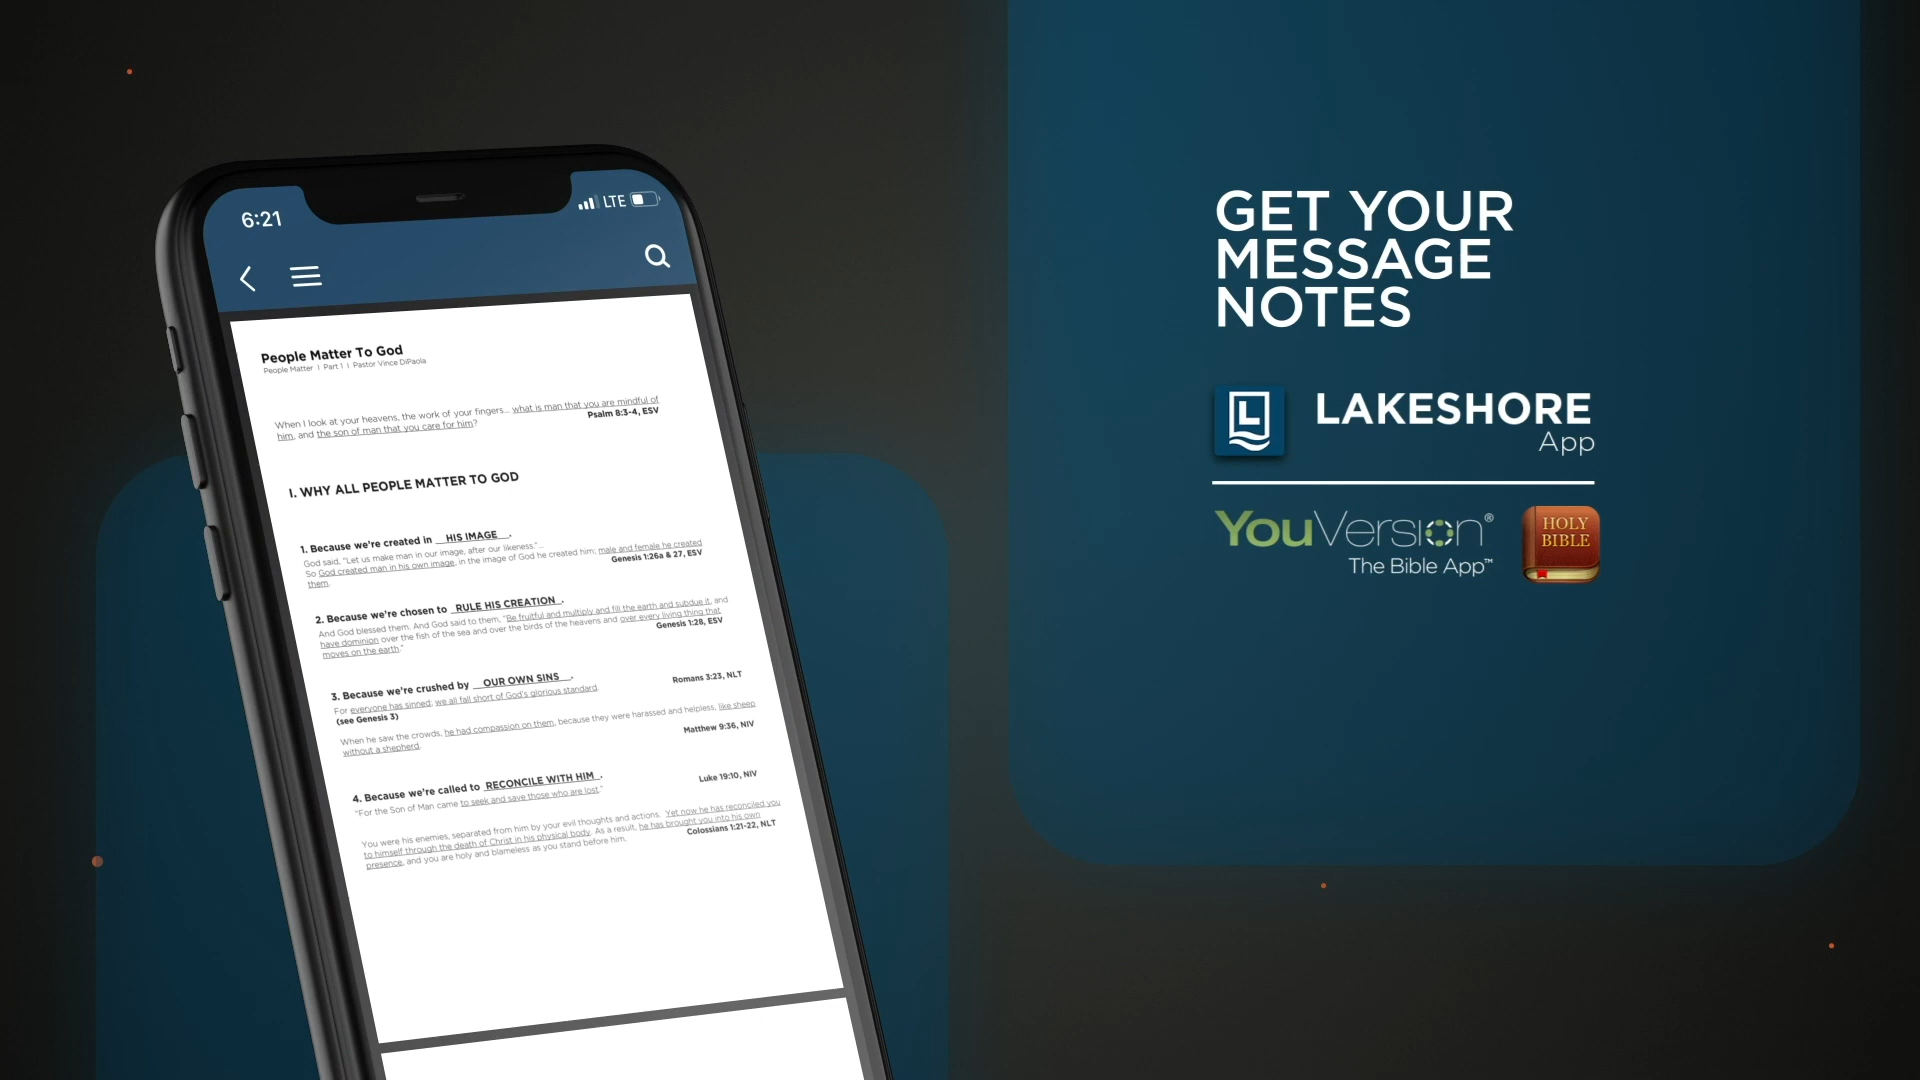 6:21
LTE
People Matter To God
People Matter | Part 1 | Pastor Vince DiPaola
When I look at your heavens, the work of your fingers... what is man that you are mindful of
him, and the son of man that you care for him?
Psalm 8:3-4, ESV
I. WHY ALL PEOPLE MATTER TO GOD
1. Because we're created in __HIS IMAGE__.
God said, "Let us make man in our image, after our likeness."...
So God created man in his own image, in the image of God he created him; male and female he created
them.
Genesis 1:26a & 27, ESV
2. Because we're chosen to _RULE HIS CREATION_.
And God blessed them. And God said to them, "Be fruitful and multiply and fill the earth and subdue it, and
have dominion over the fish of the sea and over the birds of the heavens and over every living thing that
moves on the earth."
Genesis 1:28, ESV
3. Because we're crushed by __OUR OWN SINS__.
For everyone has sinned; we all fall short of God's glorious standard.
Romans 3:23, NLT
(see Genesis 3)
When he saw the crowds, he had compassion on them, because they were harassed and helpless, like sheep
without a shepherd.
Matthew 9:36, NIV
4. Because we're called to _RECONCILE WITH HIM_.
"For the Son of Man came to seek and save those who are lost."
Luke 19:10, NIV
You were his enemies, separated from him by your evil thoughts and actions. Yet now he has reconciled you
to himself through the death of Christ in his physical body. As a result, he has brought you into his own
presence, and you are holy and blameless as you stand before him.
Colossians 1:21-22, NLT
GET YOUR
MESSAGE
NOTES
L
LAKESHORE
App
YouVersion®
The Bible App™
HOLY
BIBLE